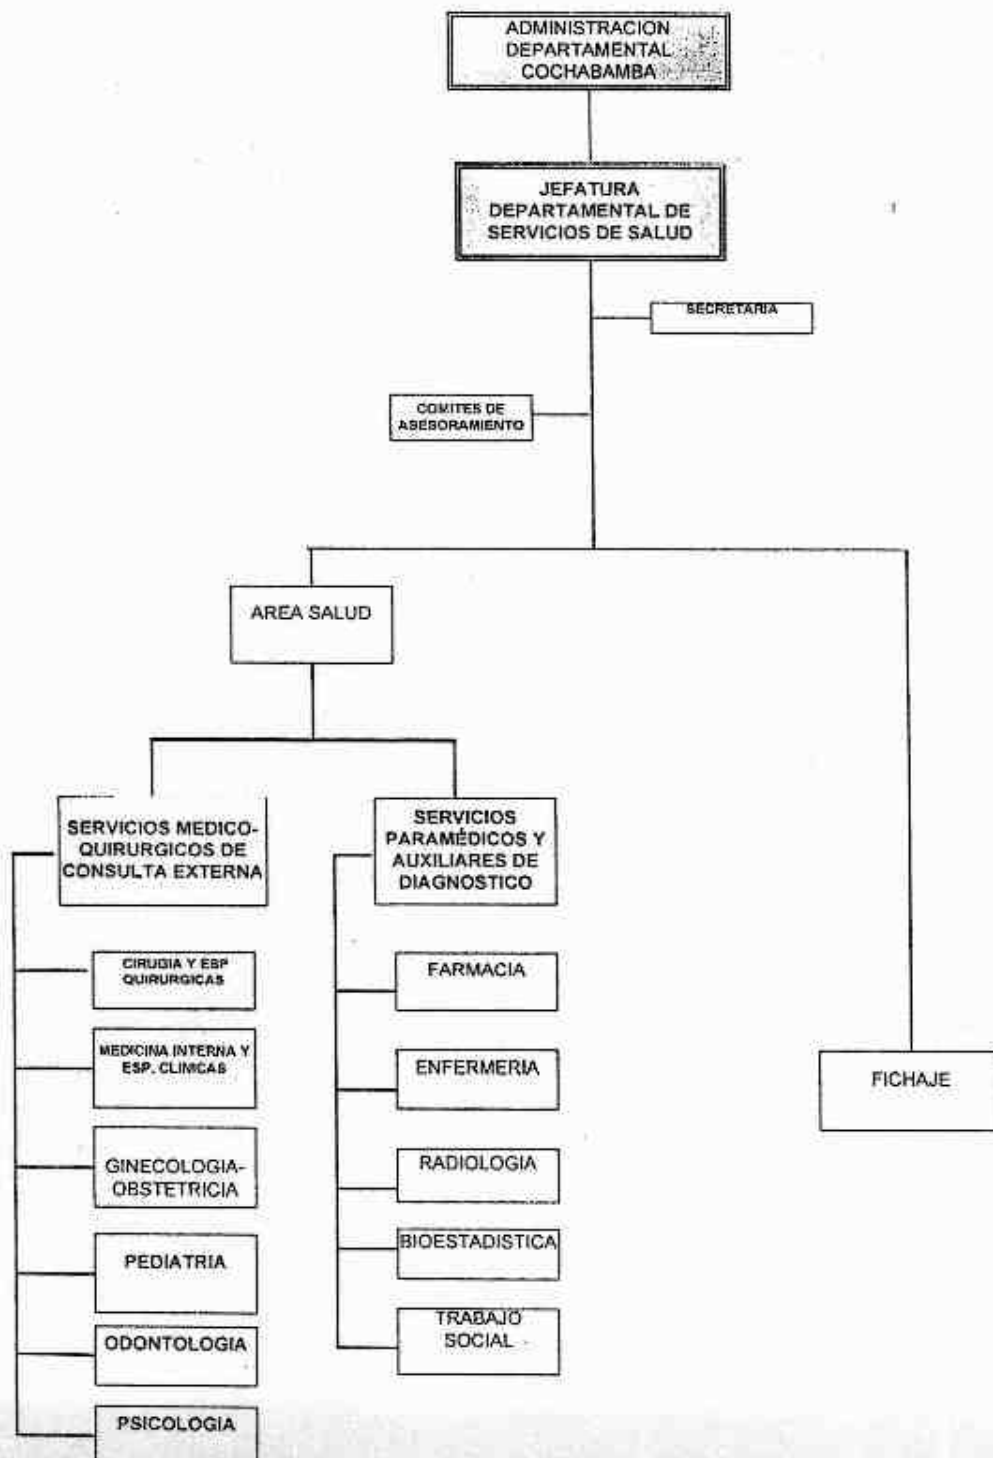 ADMINISTRACION
DEPARTAMENTAL
COCHABAMBA
JEFATURA
DEPARTAMENTAL DE
SERVICIOS DE SALUD
SECRETARIA
COMITES DE
ASESORAMIENTO
AREA SALUD
SERVICIOS MEDICO-
QUIRURGICOS DE
CONSULTA EXTERNA
SERVICIOS
PARAMÉDICOS Y
AUXILIARES DE
DIAGNOSTICO
CIRUGIA Y ESP
QUIRURGICAS
MEDICINA INTERNA Y
ESP. CLINICAS
GINECOLOGIA-
OBSTETRICIA
PEDIATRIA
ODONTOLOGIA
PSICOLOGIA
FARMACIA
ENFERMERIA
RADIOLOGIA
BIOESTADISTICA
TRABAJO
SOCIAL
FICHAJE